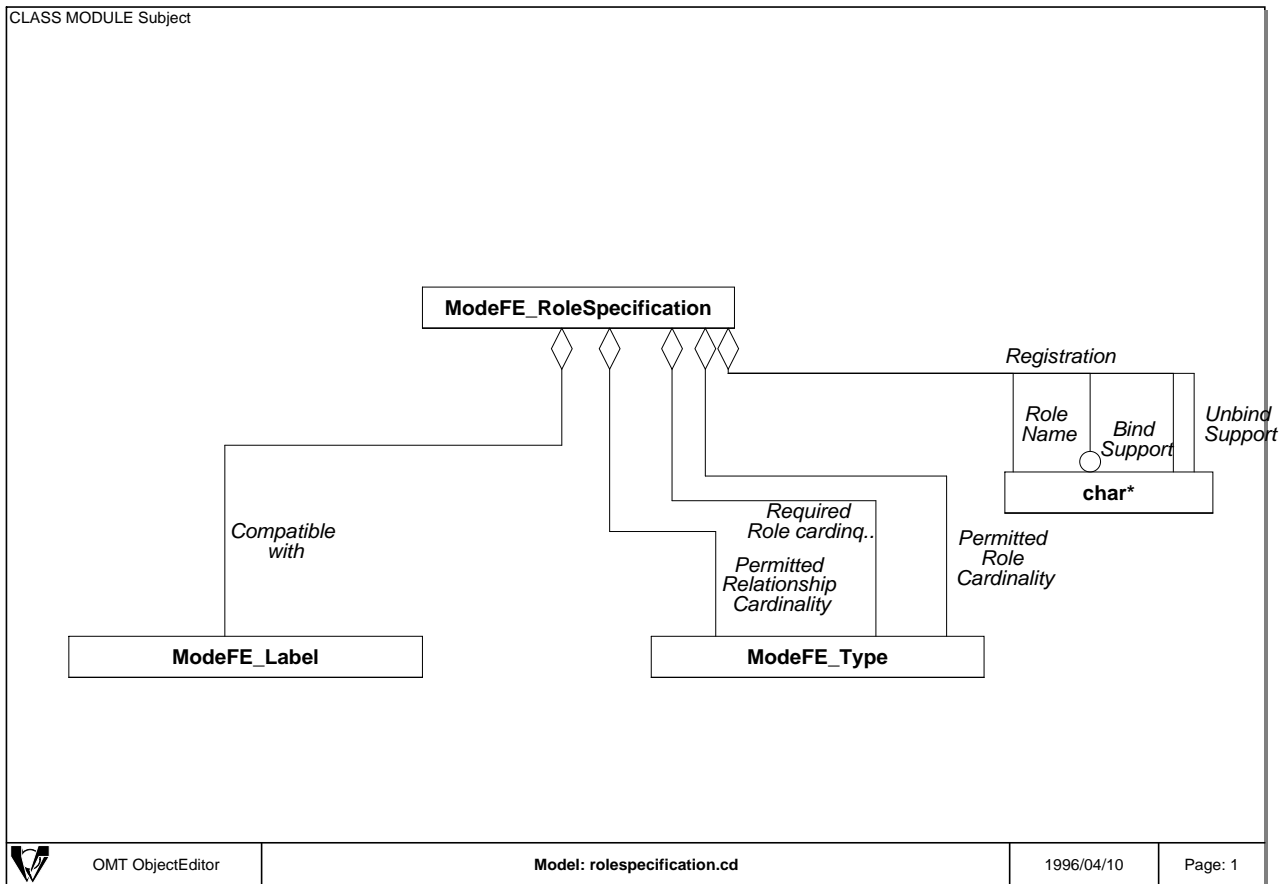 CLASS MODULE Subject
ModeFE_RoleSpecification
Registration
Role
Name
Bind
Support
Unbind
Support
char*
Compatible
with
Required
Role cardinq..
Permitted
Relationship
Cardinality
Permitted
Role
Cardinality
ModeFE_Label
ModeFE_Type
OMT ObjectEditor
Model: rolespecification.cd
1996/04/10
Page: 1